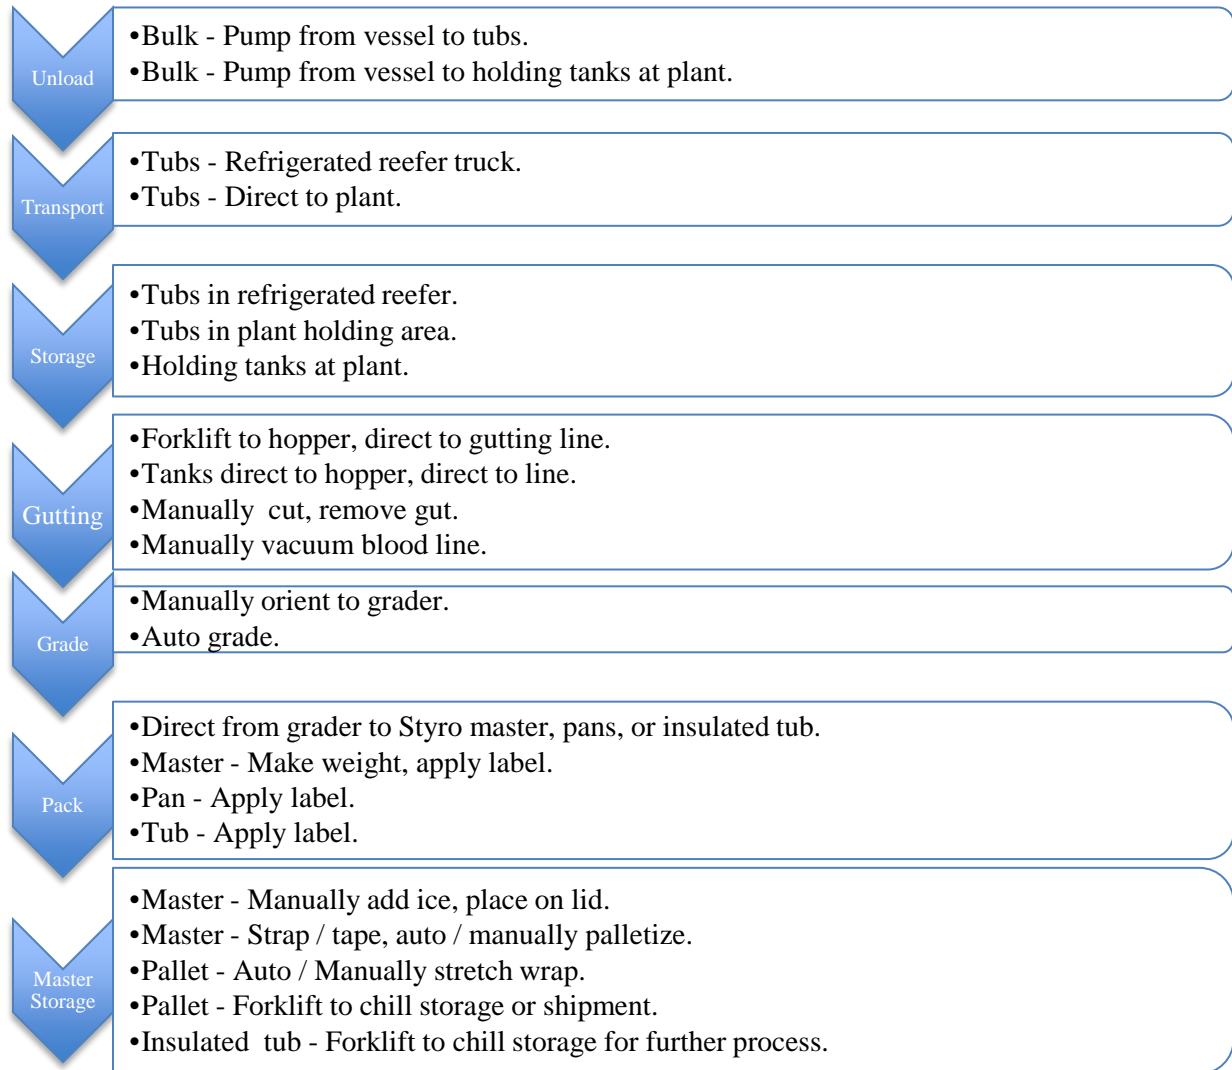 Unload
•Bulk - Pump from vessel to tubs.
•Bulk - Pump from vessel to holding tanks at plant.
Transport
•Tubs - Refrigerated reefer truck.
•Tubs - Direct to plant.
Storage
•Tubs in refrigerated reefer.
•Tubs in plant holding area.
•Holding tanks at plant.
Gutting
•Forklift to hopper, direct to gutting line.
•Tanks direct to hopper, direct to line.
•Manually  cut, remove gut.
•Manually vacuum blood line.
Grade
•Manually orient to grader.
•Auto grade.
Pack
•Direct from grader to Styro master, pans, or insulated tub.
•Master - Make weight, apply label.
•Pan - Apply label.
•Tub - Apply label.
Master
Storage
•Master - Manually add ice, place on lid.
•Master - Strap / tape, auto / manually palletize.
•Pallet - Auto / Manually stretch wrap.
•Pallet - Forklift to chill storage or shipment.
•Insulated  tub - Forklift to chill storage for further process.